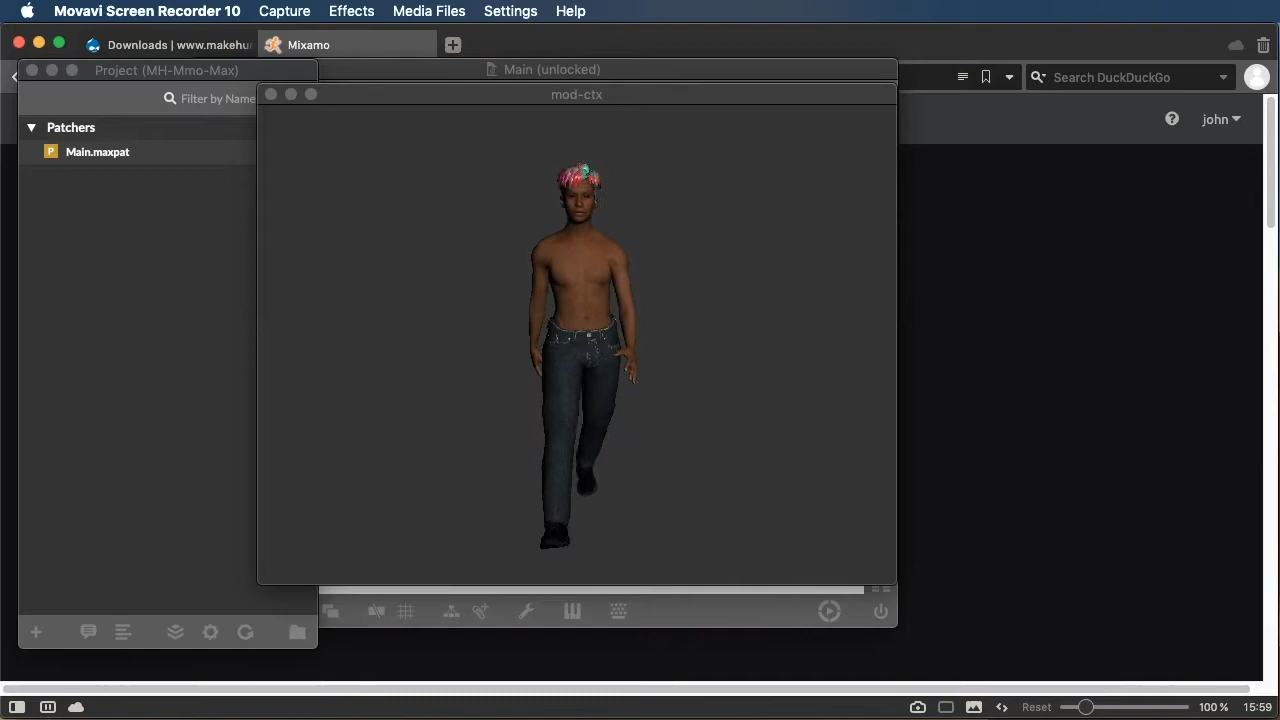 Movavi Screen Recorder 10 Capture Effects Media Files Settings Help
Downloads | www.makehu
Mixamo
Project (MH-Mmo-Max)
Main (unlocked)
Search DuckDuckGo
mod-ctx
Filter by Name
john
Patchers
P Main.maxpat
Reset 100 % 15:59